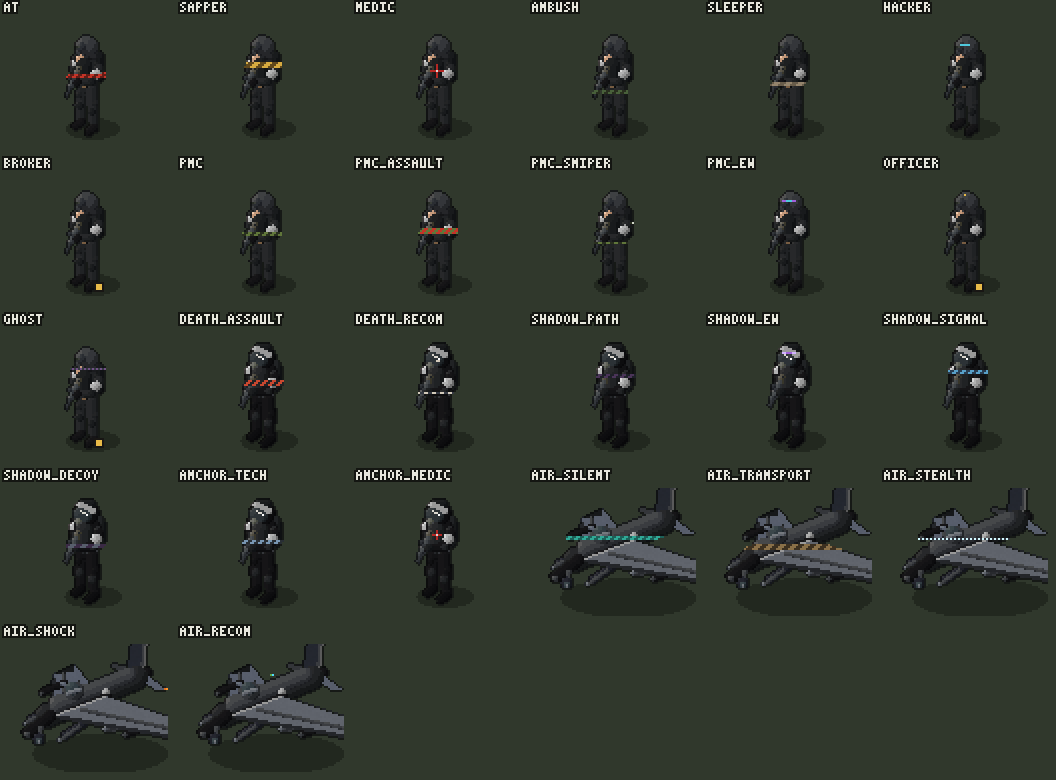 AT SAPPER MEDIC AMBUSH SLEEPER HACKER
BROKER PMC PMC_ASSAULT PMC_SNIPER PMC_EW OFFICER
GHOST DEATH_ASSAULT DEATH_RECON SHADOW_PATH SHADOW_EW SHADOW_SIGNAL
SHADOW_DECOY ANCHOR_TECH ANCHOR_MEDIC AIR_SILENT AIR_TRANSPORT AIR_STEALTH
AIR_SHOCK AIR_RECON